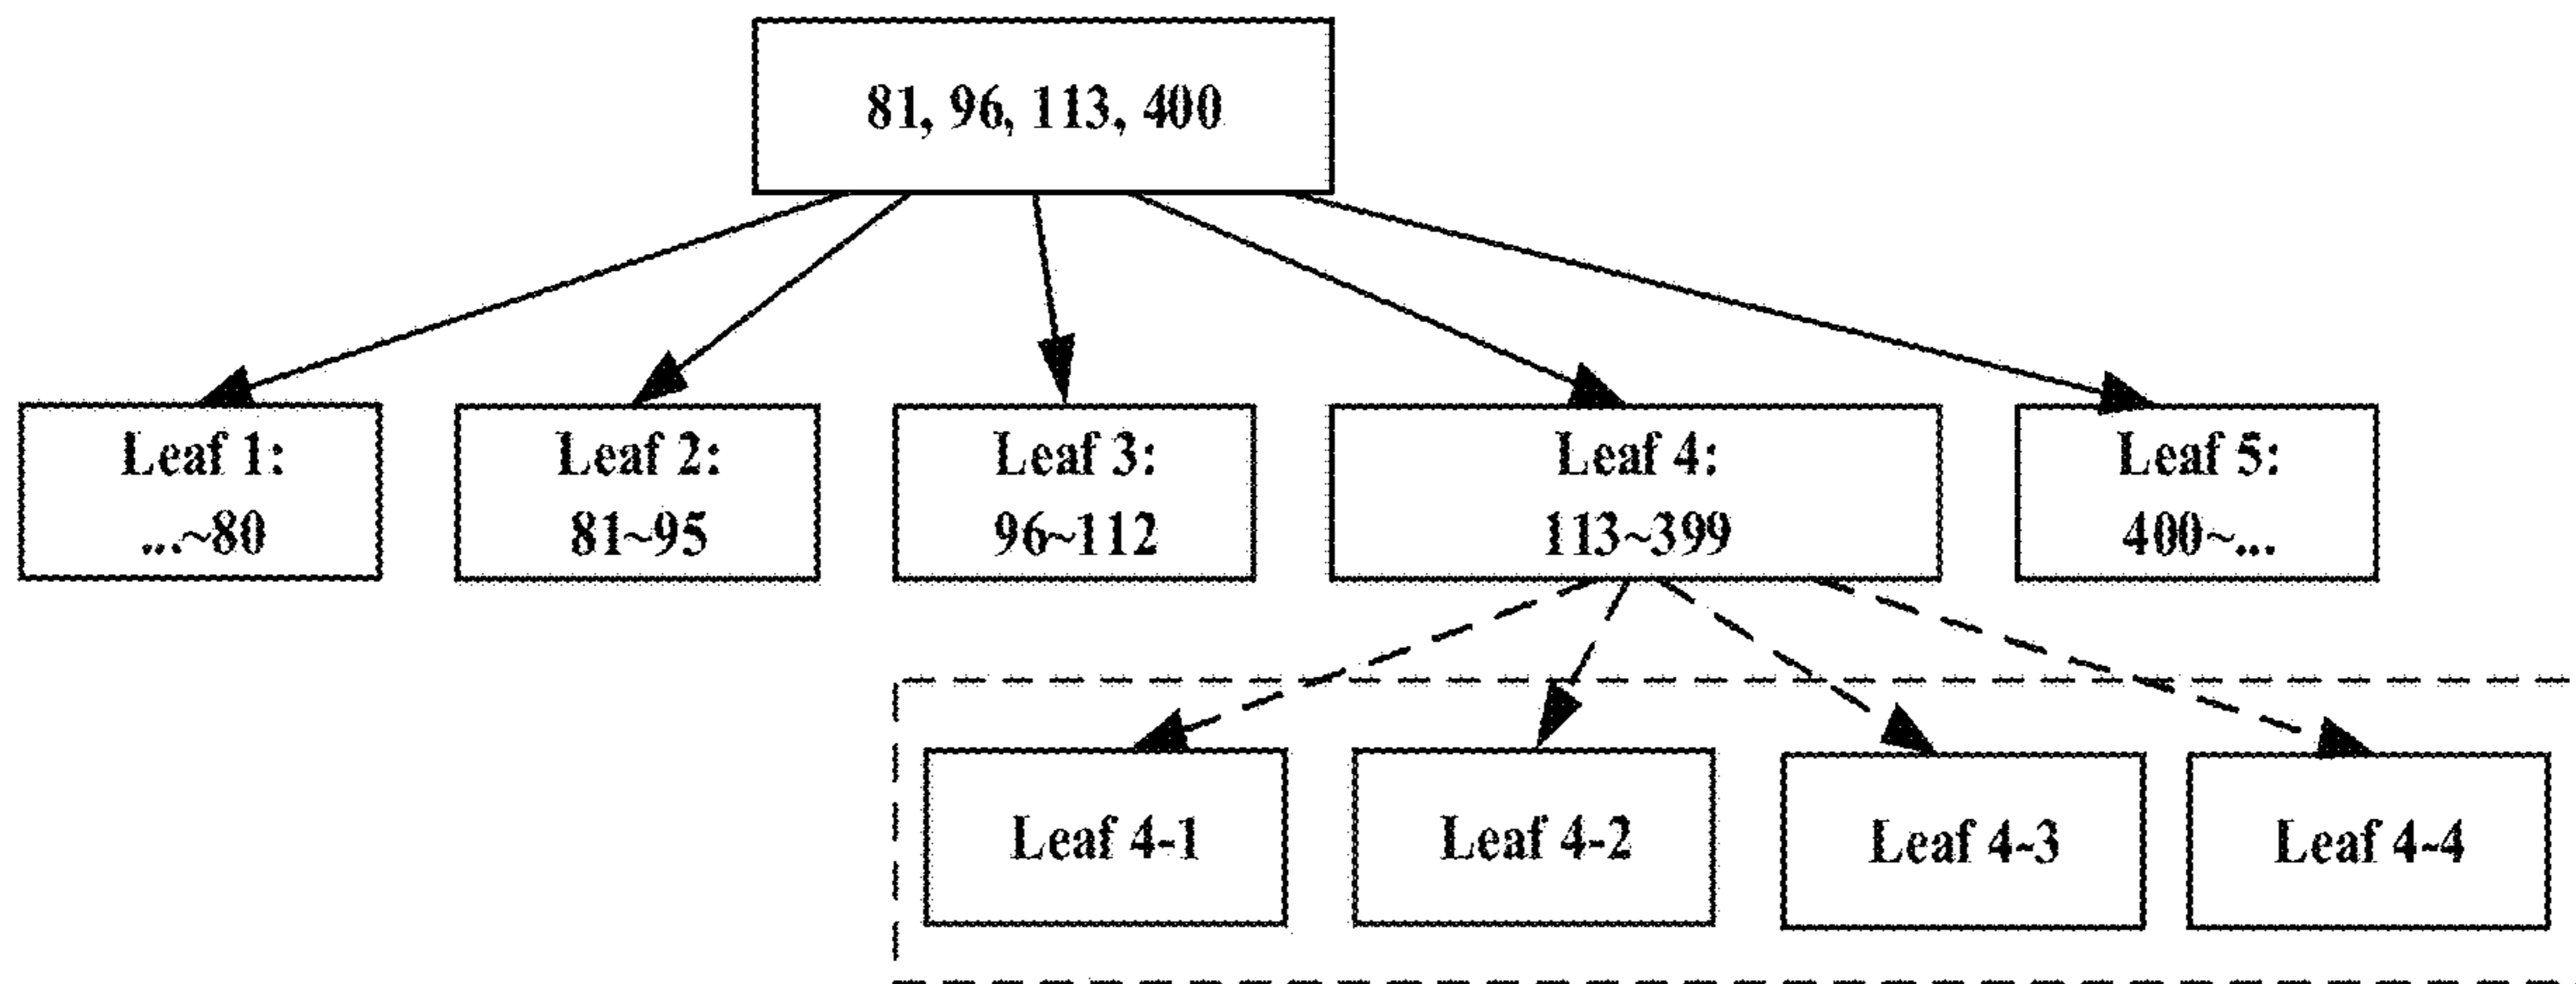 81, 96, 113, 400
Leaf 1:
...~80
Leaf 2:
81~95
Leaf 3:
96~112
Leaf 4:
113~399
Leaf 5:
400~...
Leaf 4-1
Leaf 4-2
Leaf 4-3
Leaf 4-4